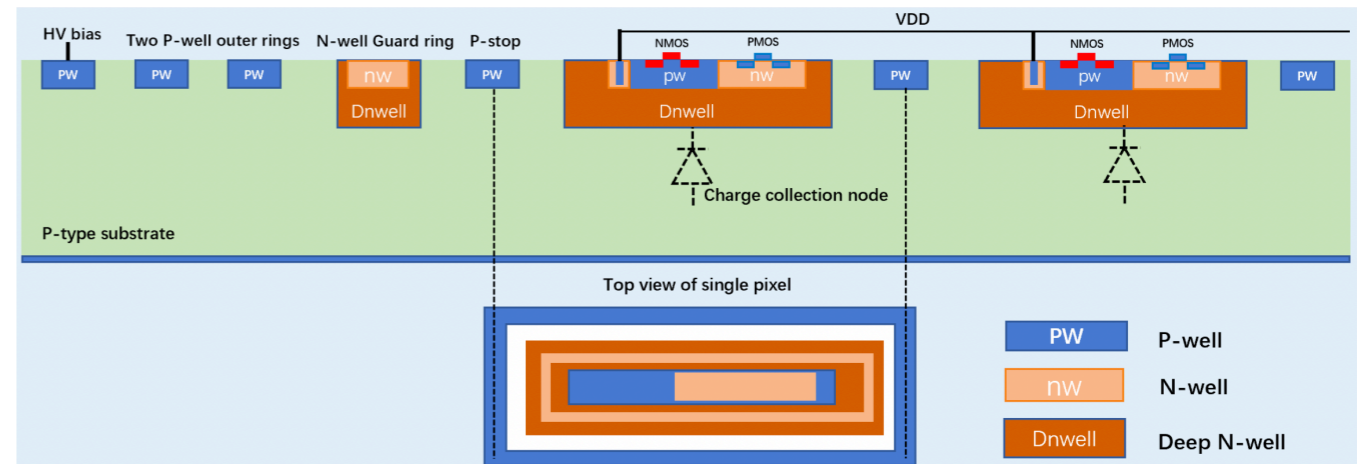 VDD
HV bias
Two P-well outer rings
N-well Guard ring
P-stop
NMOS
PMOS
NMOS
PMOS
PW
PW
PW
nw
PW
pw
nw
PW
pw
nw
PW
Dnwell
Dnwell
Dnwell
Charge collection node
P-type substrate
Top view of single pixel
PW
P-well
nw
N-well
Dnwell
Deep N-well